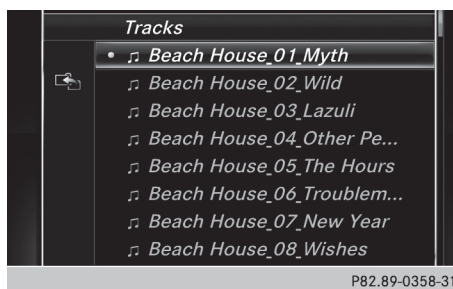 Tracks
• ♫ Beach House_01_Myth
♫ Beach House_02_Wild
♫ Beach House_03_Lazuli
♫ Beach House_04_Other Pe...
♫ Beach House_05_The Hours
♫ Beach House_06_Troublem...
♫ Beach House_07_New Year
♫ Beach House_08_Wishes
P82.89-0358-31